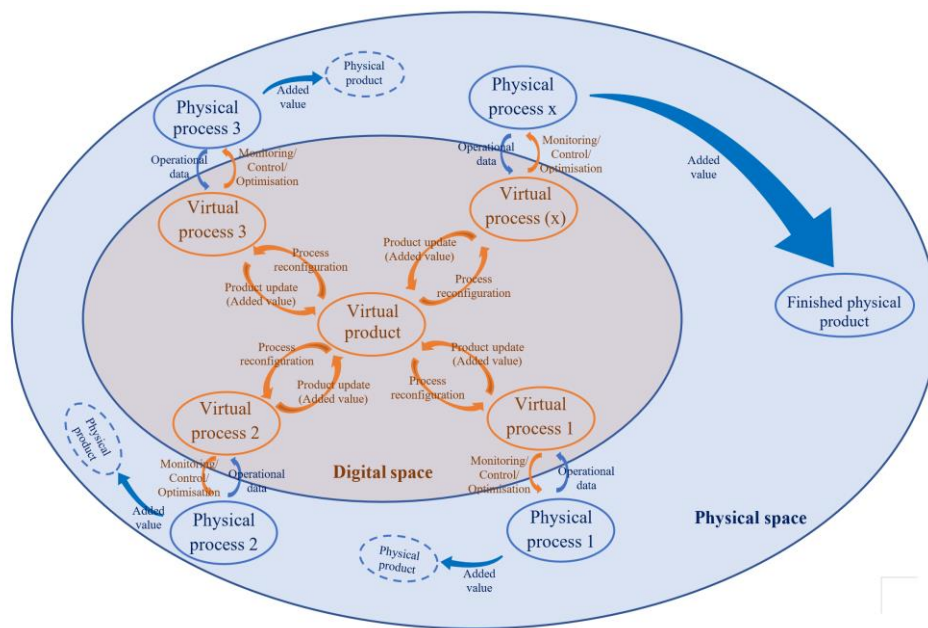 Physical
product
Added
value
Physical
process 3
Physical
process x
Operational
data
Monitoring/
Control/
Optimisation
Operational
data
Monitoring/
Control/
Optimisation
Added
value
Virtual
process 3
Virtual
process (x)
Process
reconfiguration
Product update
(Added value)
Product update
(Added value)
Process
reconfiguration
Virtual
product
Finished physical
product
Process
reconfiguration
Product update
(Added value)
Product update
(Added value)
Process
reconfiguration
Virtual
process 2
Virtual
process 1
Physical
product
Monitoring/
Control/
Optimisation
Operational
data
Digital space
Monitoring/
Control/
Optimisation
Operational
data
Added
value
Physical
process 2
Physical
product
Added
value
Physical
process 1
Physical space